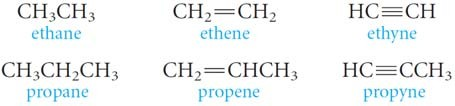 CH₃CH₃ CH₂=CH₂ HC≡CH
ethane ethene ethyne
CH₃CH₂CH₃ CH₂=CHCH₃ HC≡CCH₃
propane propene propyne